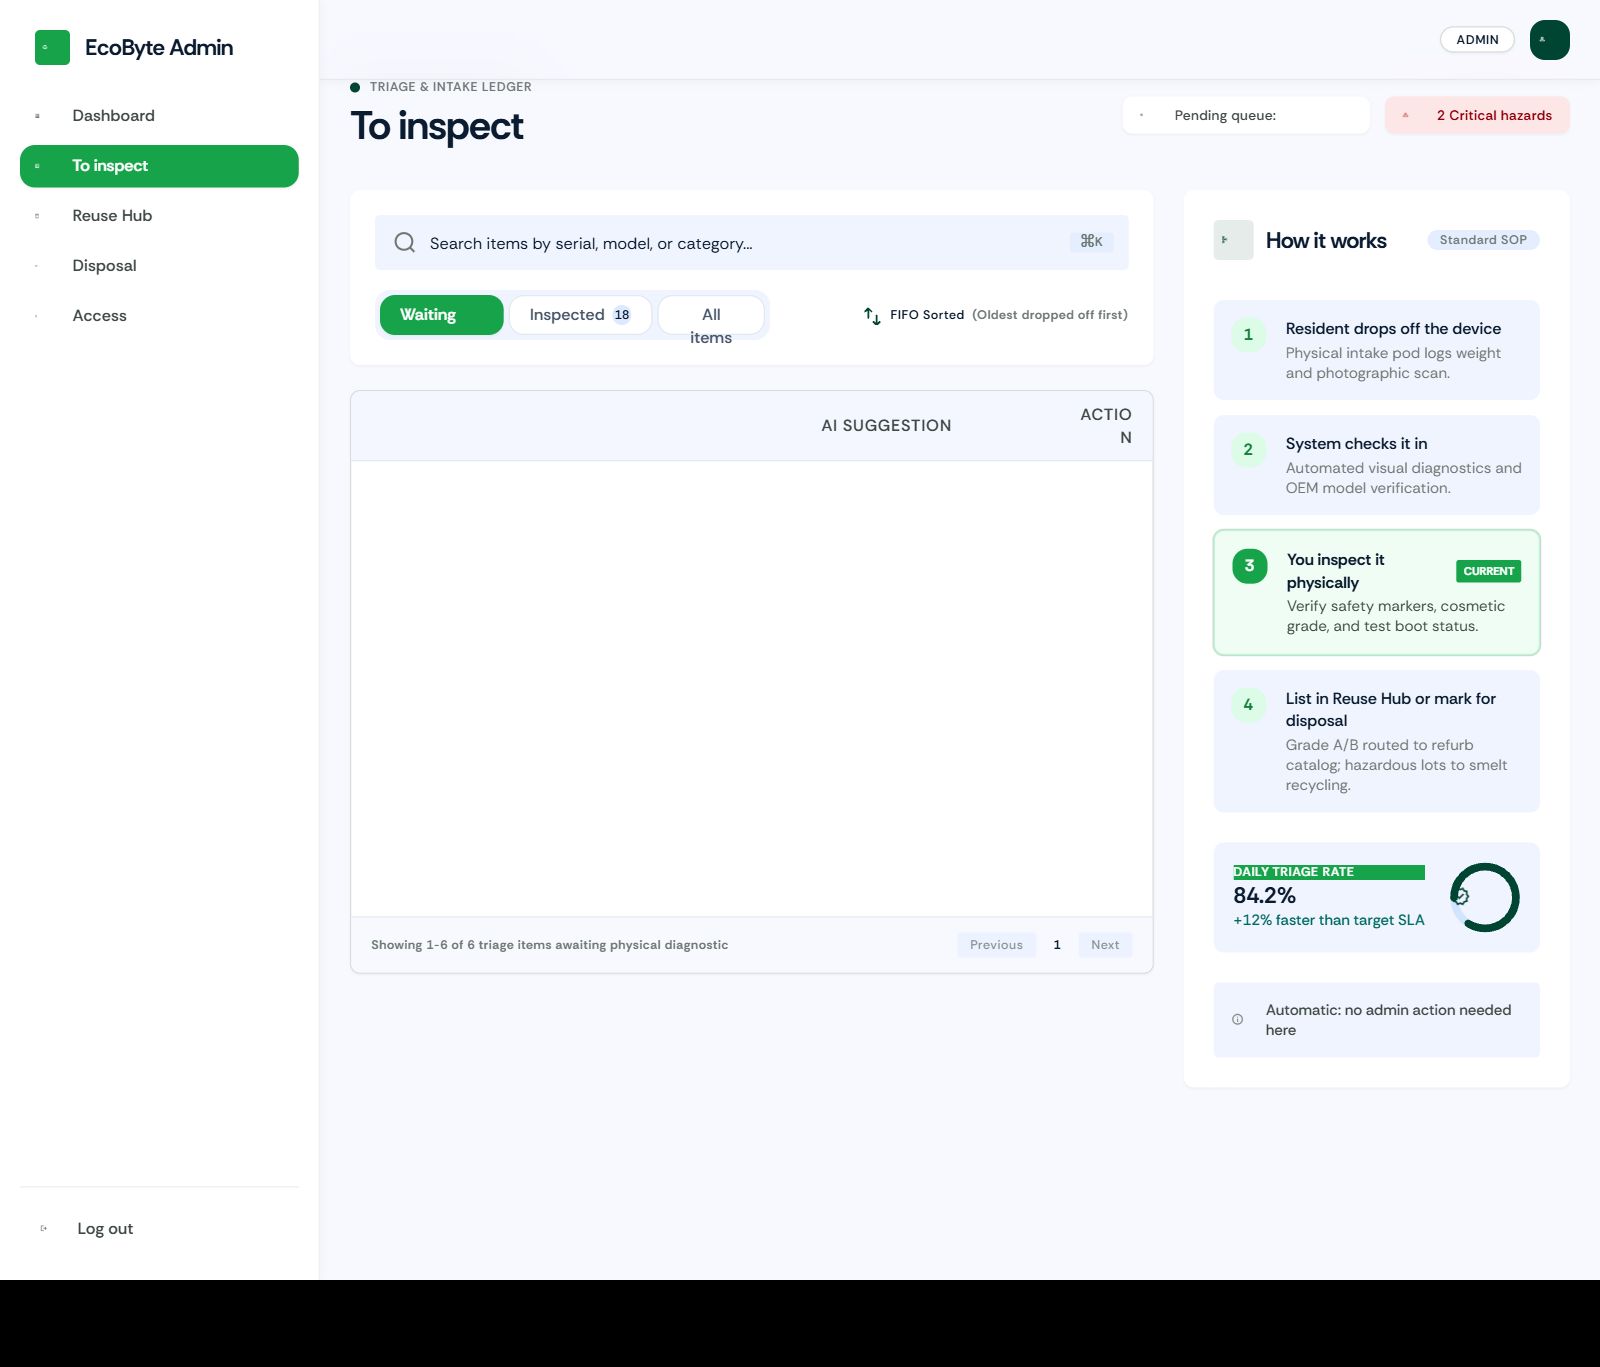 EcoByte Admin
Dashboard
To inspect
Reuse Hub
Disposal
Access
Log out
ADMIN
TRIAGE & INTAKE LEDGER
To inspect
Pending queue:
2 Critical hazards
Search items by serial, model, or category...
⌘K
Waiting
Inspected 18
All
items
FIFO Sorted (Oldest dropped off first)
AI SUGGESTION
ACTIO
N
Showing 1-6 of 6 triage items awaiting physical diagnostic
Previous 1 Next
How it works
Standard SOP
1
Resident drops off the device
Physical intake pod logs weight
and photographic scan.
2
System checks it in
Automated visual diagnostics and
OEM model verification.
3
You inspect it
physically
CURRENT
Verify safety markers, cosmetic
grade, and test boot status.
4
List in Reuse Hub or mark for
disposal
Grade A/B routed to refurb
catalog; hazardous lots to smelt
recycling.
DAILY TRIAGE RATE
84.2%
+12% faster than target SLA
Automatic: no admin action needed
here